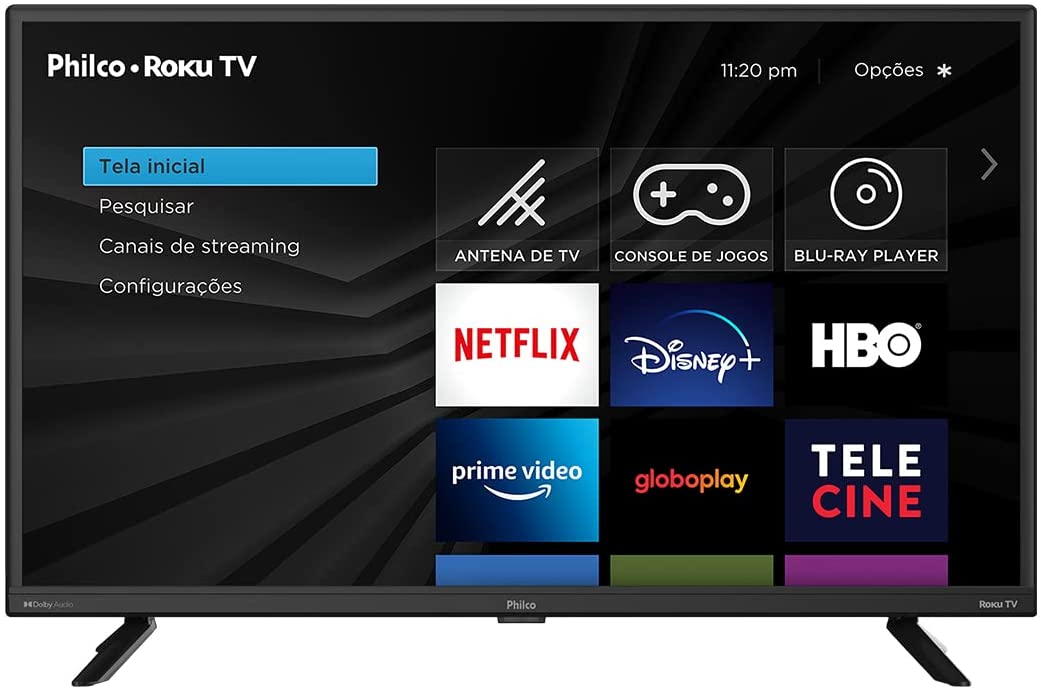 Philco • Roku TV
11:20 pm
Opções *
Tela inicial
Pesquisar
Canais de streaming
Configurações
ANTENA DE TV
CONSOLE DE JOGOS
BLU-RAY PLAYER
NETFLIX
Disney+
HBO®
prime video
globoplay
TELE
CINE
Dolby Audio
Philco
Roku TV